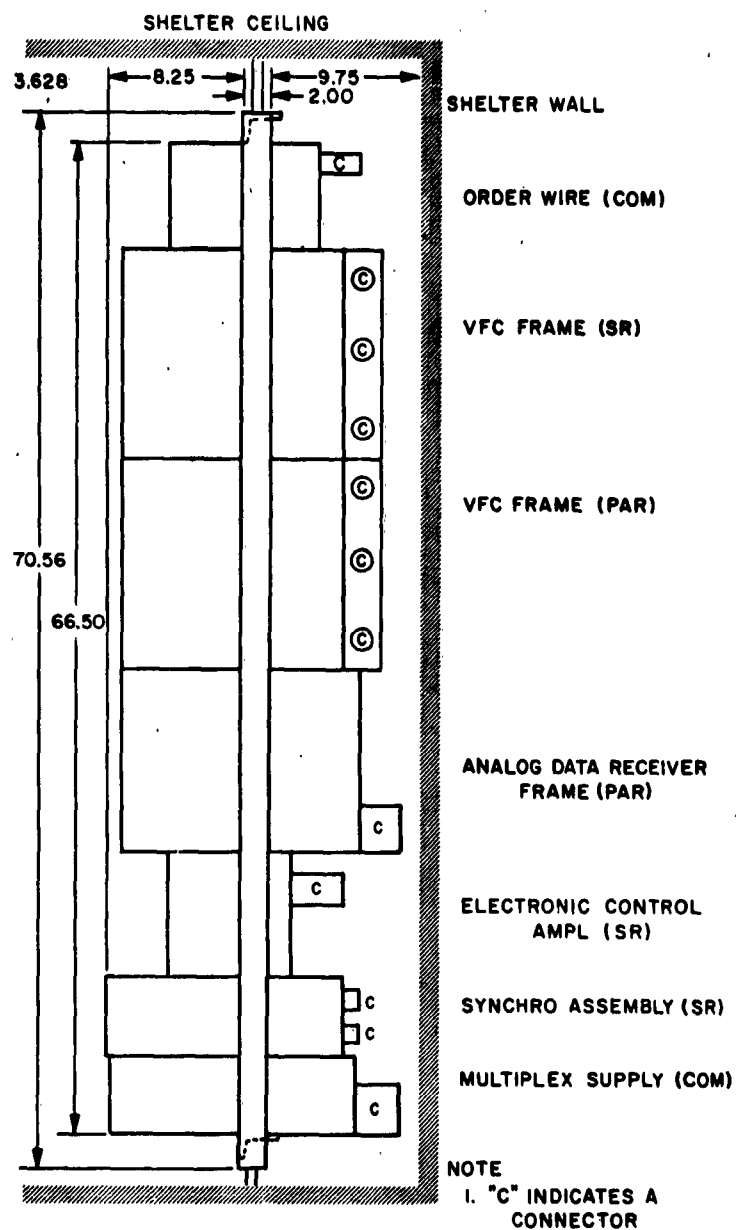 SHELTER CEILING
3.628
8.25
9.75
2.00
SHELTER WALL
C
ORDER WIRE (COM)
C
VFC FRAME (SR)
C
C
C
VFC FRAME (PAR)
70.56
C
66.50
C
ANALOG DATA RECEIVER
FRAME (PAR)
C
C
ELECTRONIC CONTROL
AMPL (SR)
C
SYNCHRO ASSEMBLY (SR)
C
MULTIPLEX SUPPLY (COM)
C
NOTE
1. "C" INDICATES A
CONNECTOR